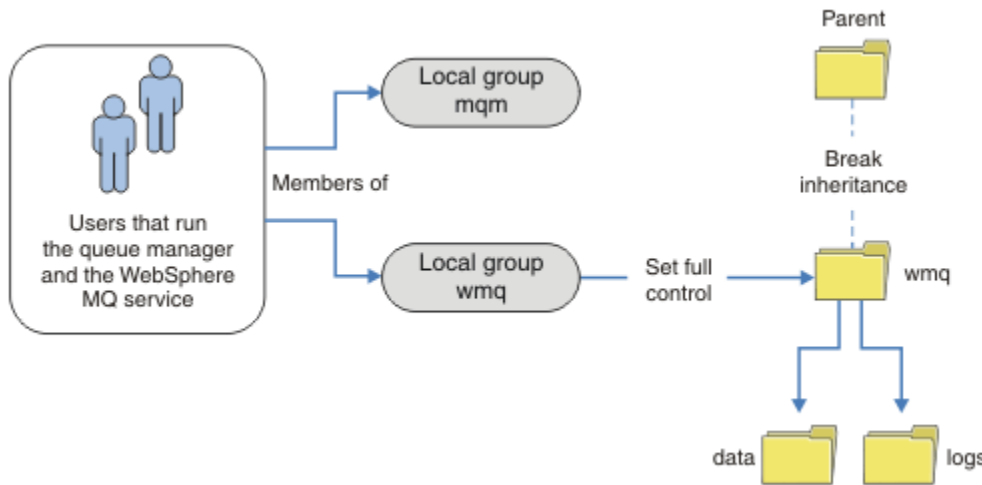 Parent
Local group
mqm
Break
inheritance
Members of
Users that run
the queue manager
and the WebSphere
MQ service
Local group
wmq
Set full
control
wmq
data
logs